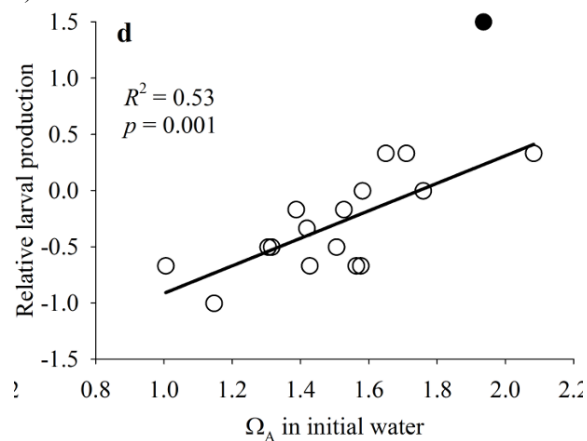 d
R² = 0.53
p = 0.001
Relative larval production
1.5
1.0
0.5
0.0
-0.5
-1.0
-1.5
2
0.8 1.0 1.2 1.4 1.6 1.8 2.0 2.2
Ω_A in initial water